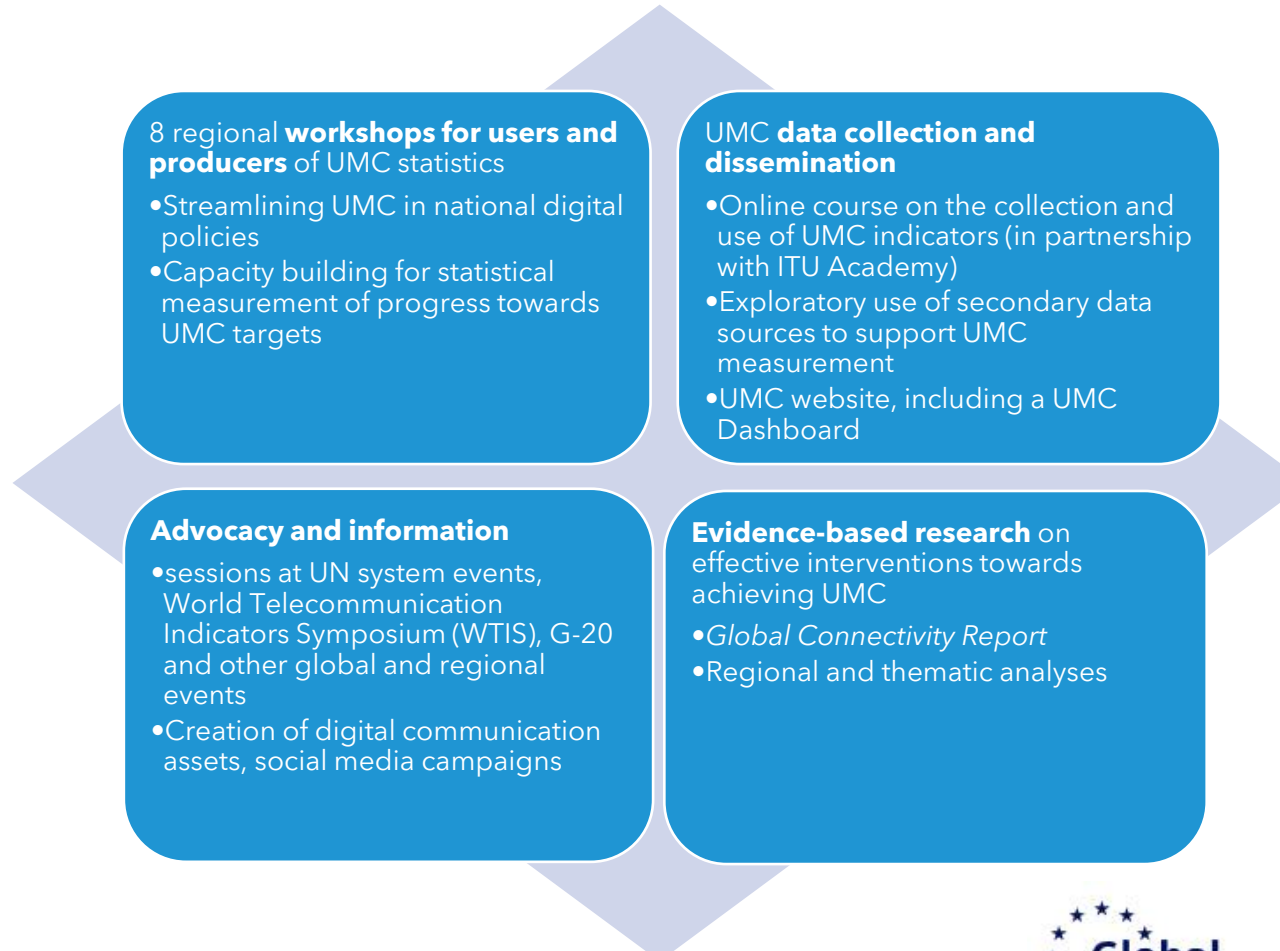 8 regional workshops for users and
producers of UMC statistics
•Streamlining UMC in national digital
policies
•Capacity building for statistical
measurement of progress towards
UMC targets
UMC data collection and
dissemination
•Online course on the collection and
use of UMC indicators (in partnership
with ITU Academy)
•Exploratory use of secondary data
sources to support UMC
measurement
•UMC website, including a UMC
Dashboard
Advocacy and information
•sessions at UN system events,
World Telecommunication
Indicators Symposium (WTIS), G-20
and other global and regional
events
•Creation of digital communication
assets, social media campaigns
Evidence-based research on
effective interventions towards
achieving UMC
•Global Connectivity Report
•Regional and thematic analyses
Global